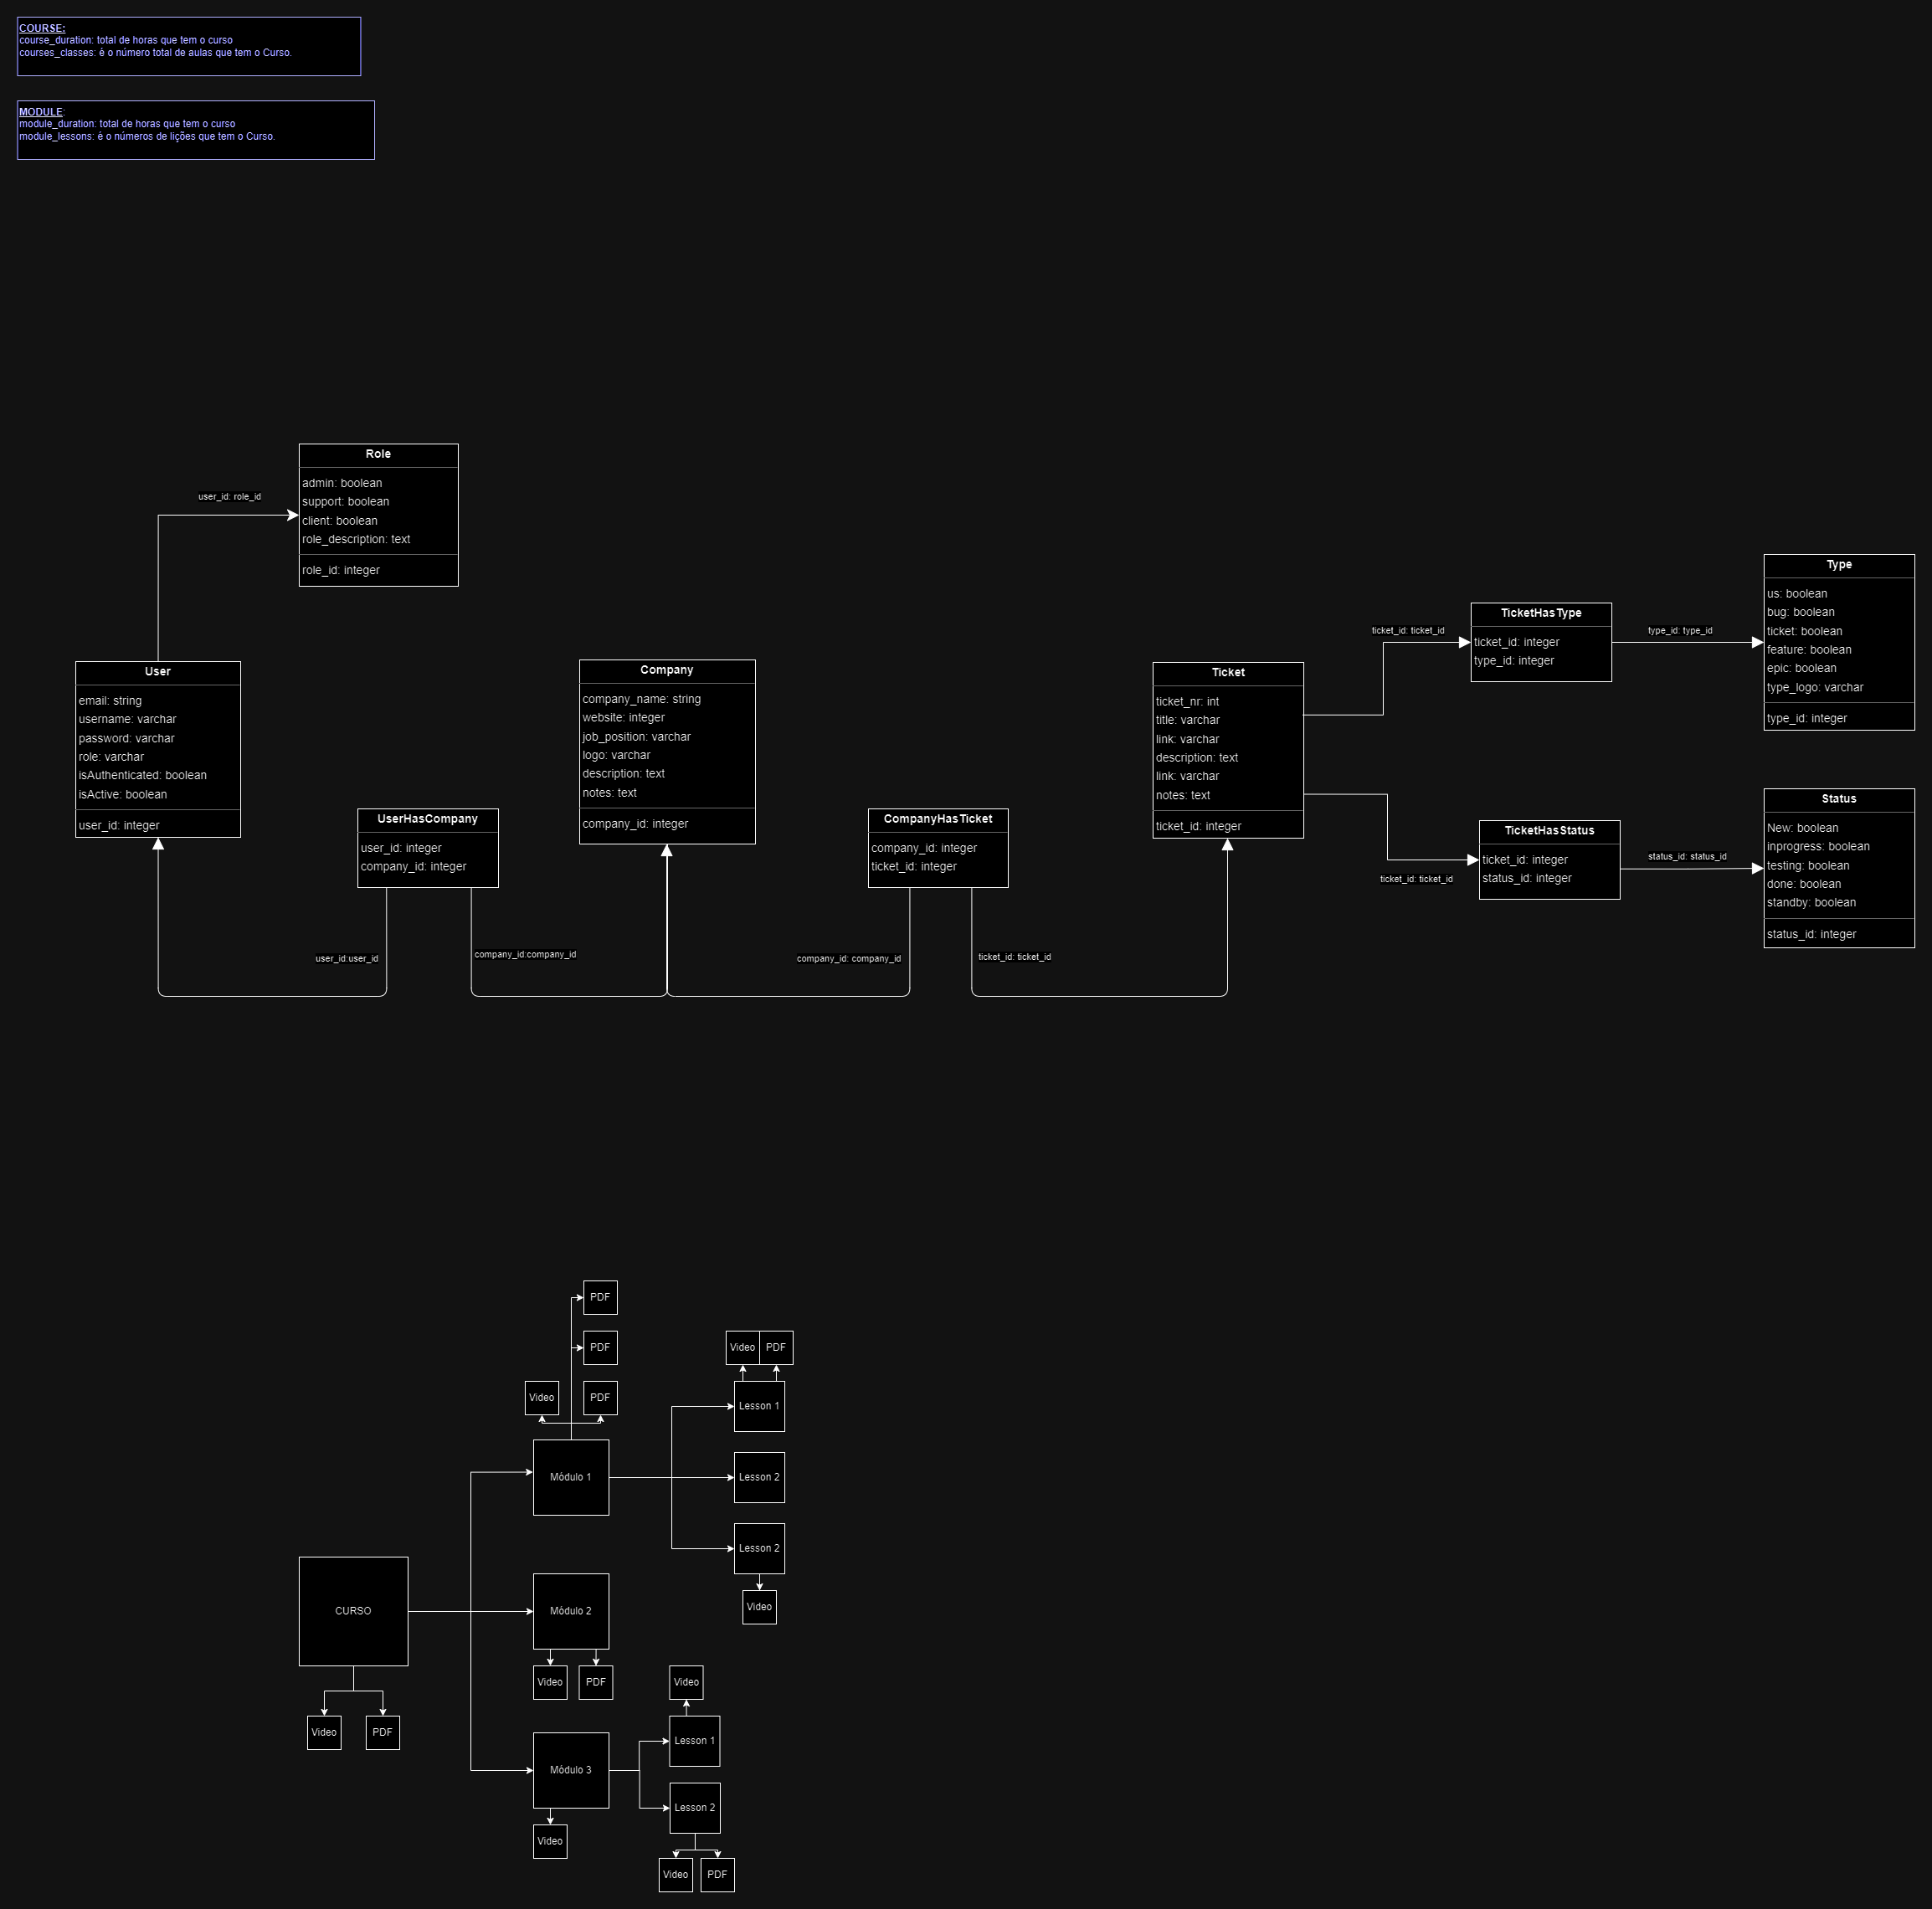 COURSE:
course_duration: total de horas que tem o curso
courses_classes: é o número total de aulas que tem o Curso.
MODULE:
module_duration: total de horas que tem o curso
module_lessons: é o números de lições que tem o Curso.
Role
admin: boolean
support: boolean
client: boolean
role_description: text
role_id: integer
user_id: role_id
User
email: string
username: varchar
password: varchar
role: varchar
isAuthenticated: boolean
isActive: boolean
user_id: integer
UserHasCompany
user_id: integer
company_id: integer
user_id:user_id
company_id:company_id
Company
company_name: string
website: integer
job_position: varchar
logo: varchar
description: text
notes: text
company_id: integer
CompanyHasTicket
company_id: integer
ticket_id: integer
company_id: company_id
ticket_id: ticket_id
Ticket
ticket_nr: int
title: varchar
link: varchar
description: text
link: varchar
notes: text
ticket_id: integer
ticket_id: ticket_id
TicketHasType
ticket_id: integer
type_id: integer
type_id: type_id
Type
us: boolean
bug: boolean
ticket: boolean
feature: boolean
epic: boolean
type_logo: varchar
type_id: integer
ticket_id: ticket_id
TicketHasStatus
ticket_id: integer
status_id: integer
status_id: status_id
Status
New: boolean
inprogress: boolean
testing: boolean
done: boolean
standby: boolean
status_id: integer
PDF
PDF
Video
PDF
Módulo 1
Video
PDF
Lesson 1
Lesson 2
Lesson 2
Video
CURSO
Video
PDF
Módulo 2
Video
PDF
Módulo 3
Video
Video
Lesson 1
Lesson 2
Video
PDF